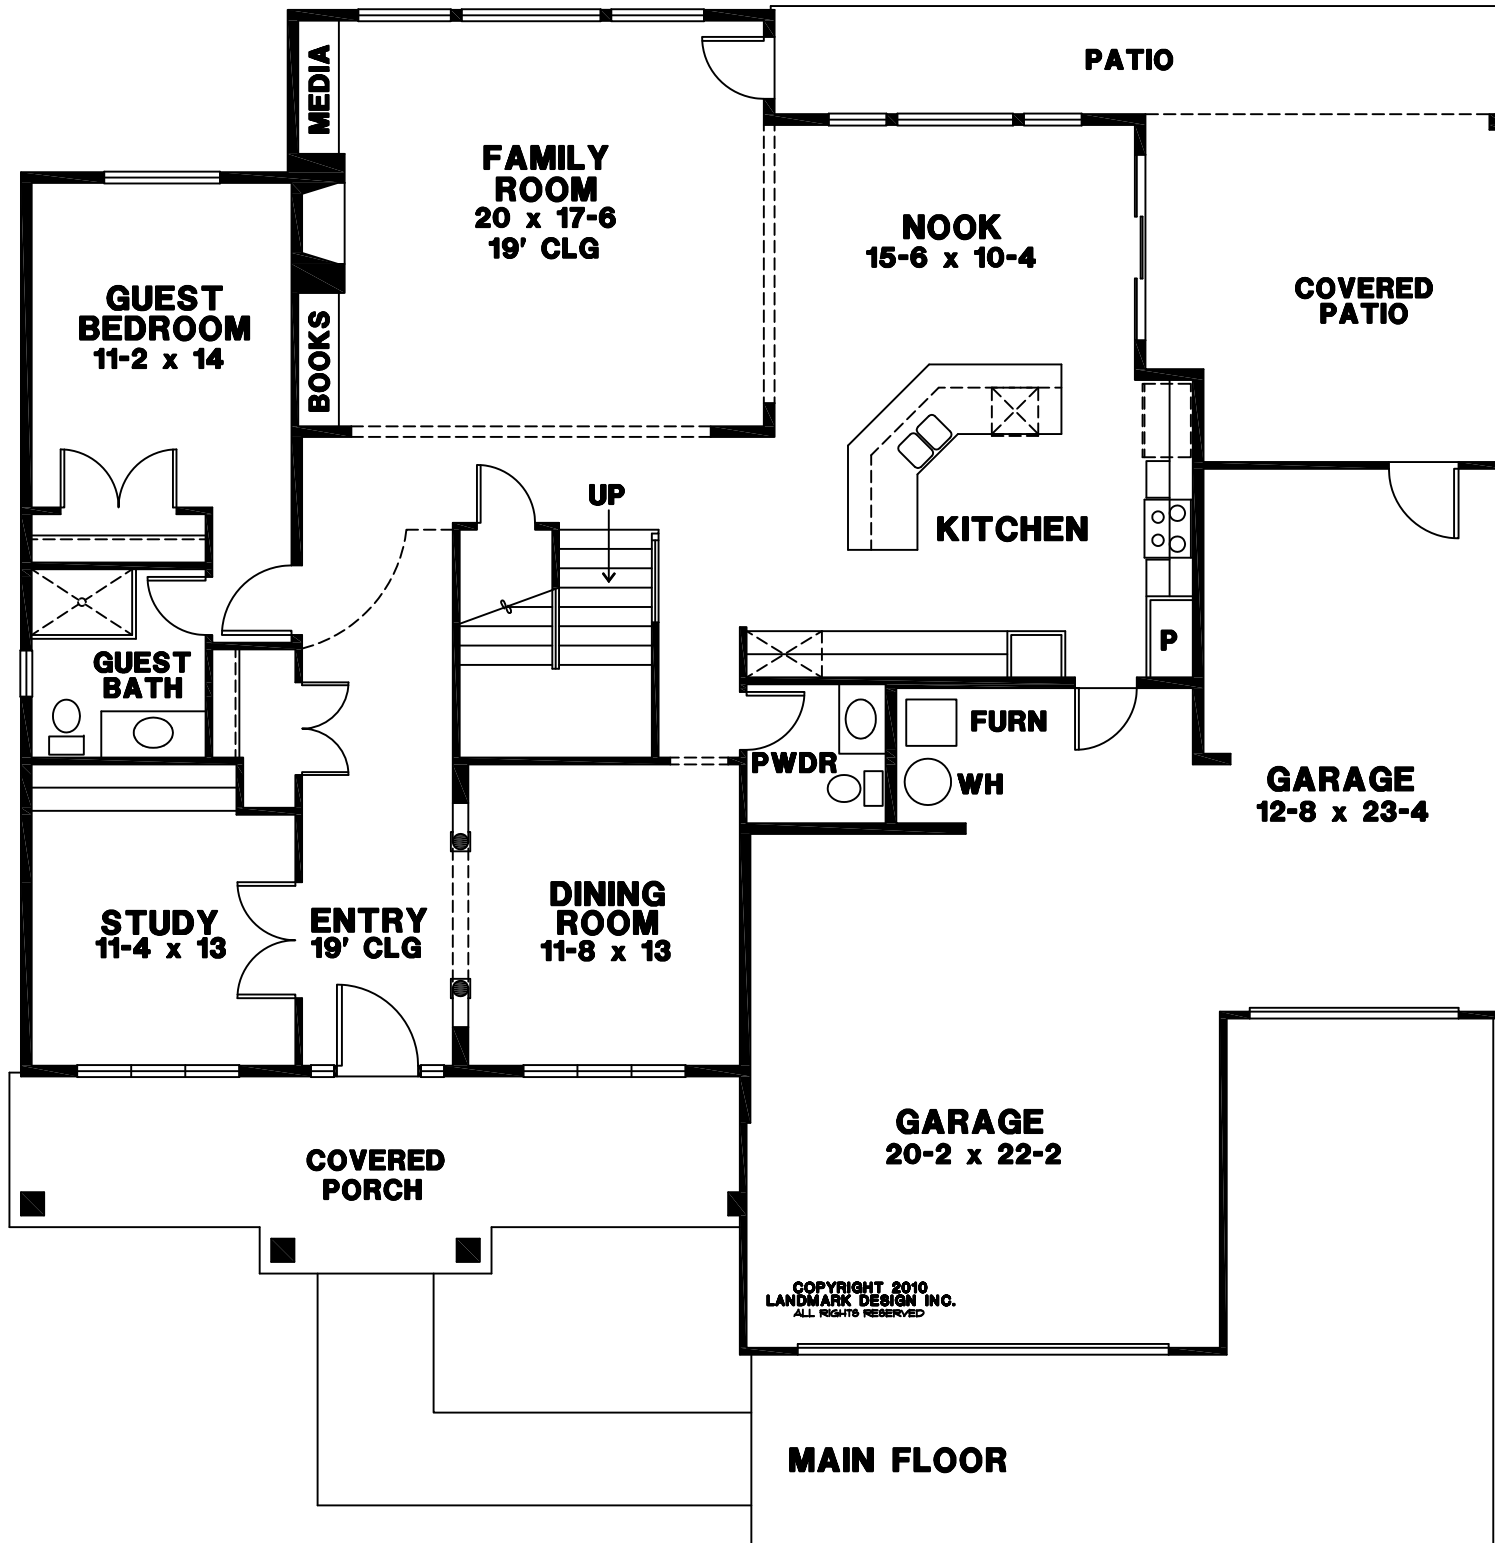 PATIO
MEDIA
FAMILY
ROOM
20 x 17-6
19' CLG
NOOK
15-6 x 10-4
COVERED
PATIO
GUEST
BEDROOM
11-2 x 14
BOOKS
UP
KITCHEN
P
GUEST
BATH
FURN
PWDR
WH
GARAGE
12-8 x 23-4
STUDY
11-4 x 13
ENTRY
19' CLG
DINING
ROOM
11-8 x 13
GARAGE
20-2 x 22-2
COVERED
PORCH
COPYRIGHT 2010
LANDMARK DESIGN INC.
ALL RIGHTS RESERVED
MAIN FLOOR